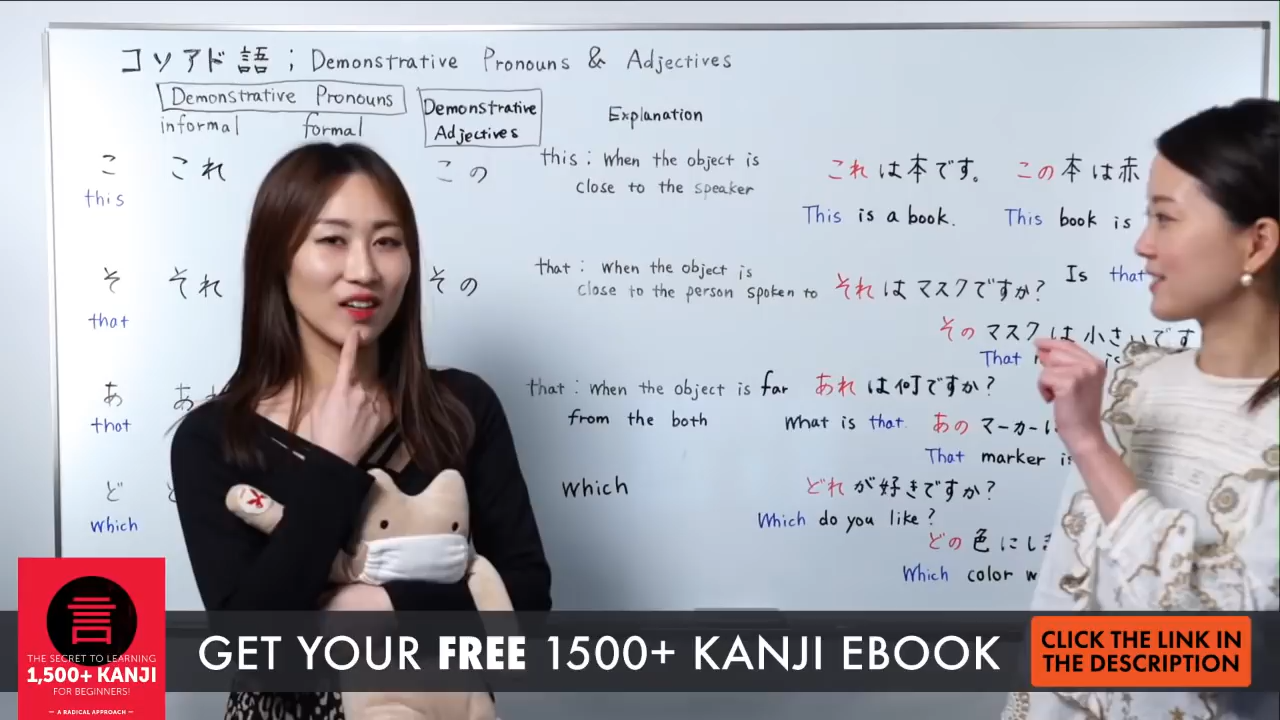 コソアド語 ; Demonstrative Pronouns & Adjectives
Demonstrative Pronouns
informal formal
Demonstrative
Adjectives
Explanation
こ これ この this : When the object is
close to the speaker
this
これは本です。 この本は赤
This is a book. This book is
そ それ その that : When the object is
close to the person spoken to
that
それはマスクですか? Is that
そのマスクは小さいです
That is
あ あ that : When the object is far
from the both
that
あれは何ですか?
What is that. あのマーカーは
That marker is
ど which
which
どれが好きですか?
Which do you like ?
どの色にしま
Which color w
言
THE SECRET TO LEARNING
1,500+ KANJI
FOR BEGINNERS!
— A RADICAL APPROACH —
GET YOUR FREE 1500+ KANJI EBOOK
CLICK THE LINK IN
THE DESCRIPTION